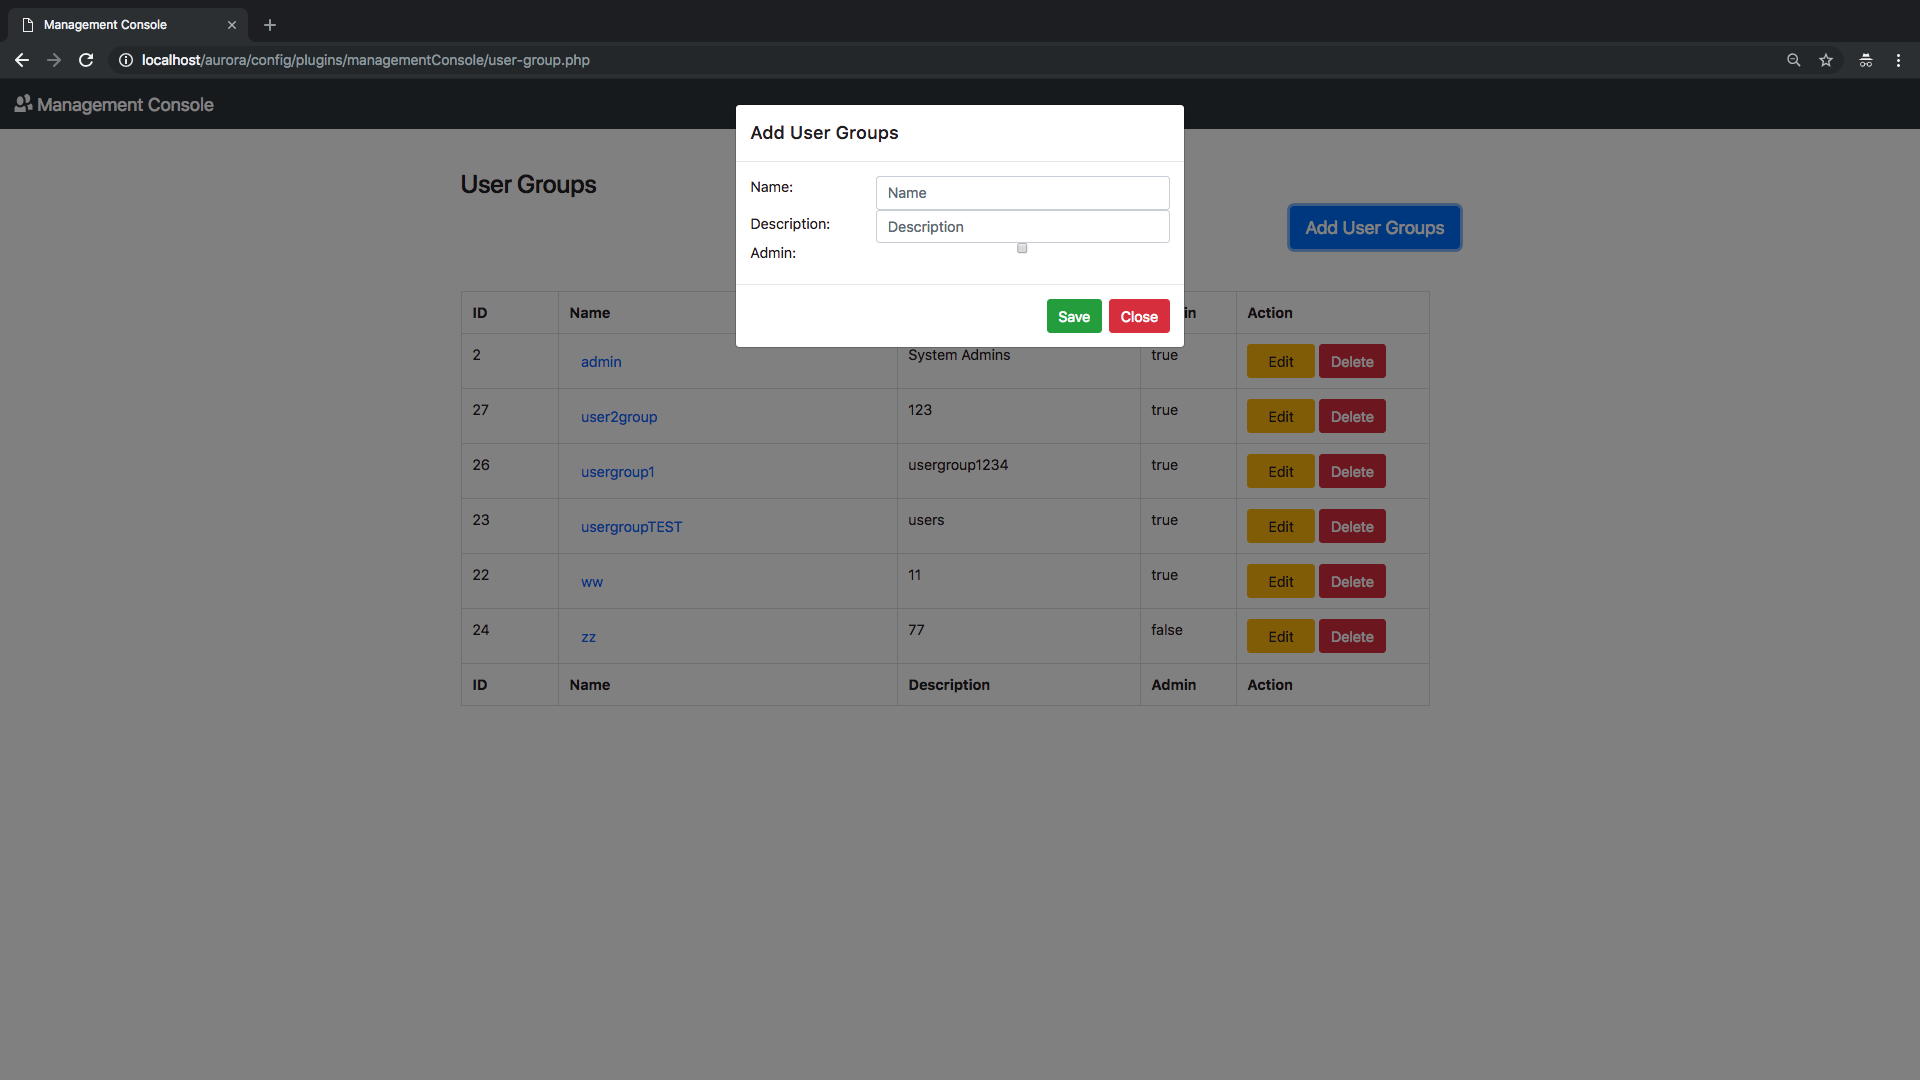 Management Console
localhost/aurora/config/plugins/managementConsole/user-group.php
Management Console
Add User Groups
Name: Name
Description: Description
Admin:
Save Close
User Groups
Add User Groups
ID Name in Action
2 admin System Admins true Edit Delete
27 user2group 123 true Edit Delete
26 usergroup1 usergroup1234 true Edit Delete
23 usergroupTEST users true Edit Delete
22 ww 11 true Edit Delete
24 zz 77 false Edit Delete
ID Name Description Admin Action